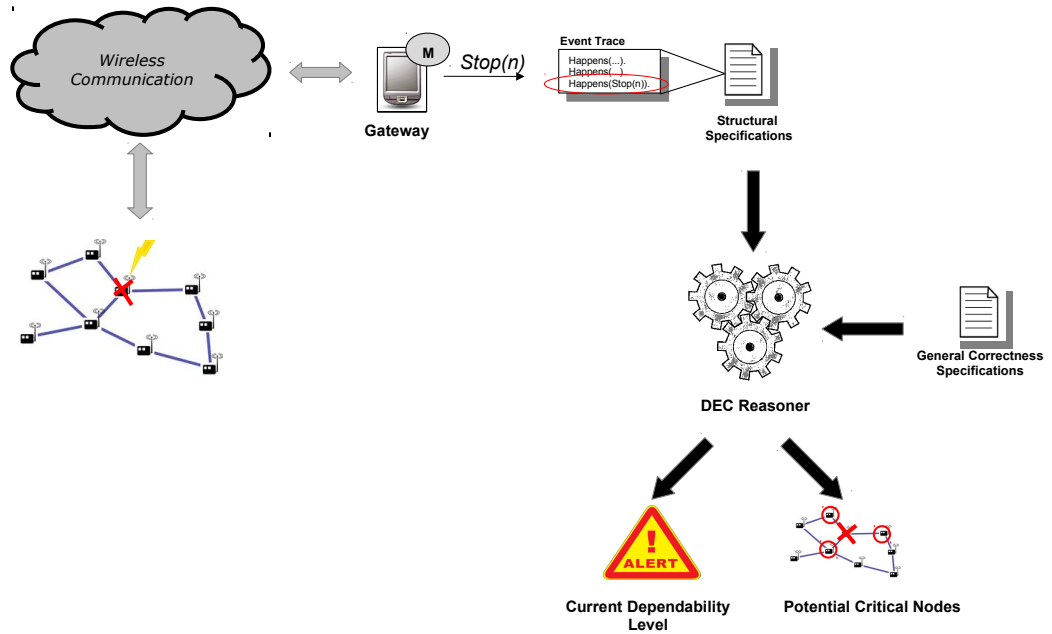 Wireless
Communication
M
Stop(n)
Gateway
Event Trace
Happens(...).
Happens(...)
Happens(Stop(n)).
Structural
Specifications
General Correctness
Specifications
DEC Reasoner
!
ALERT
Current Dependability
Level
Potential Critical Nodes